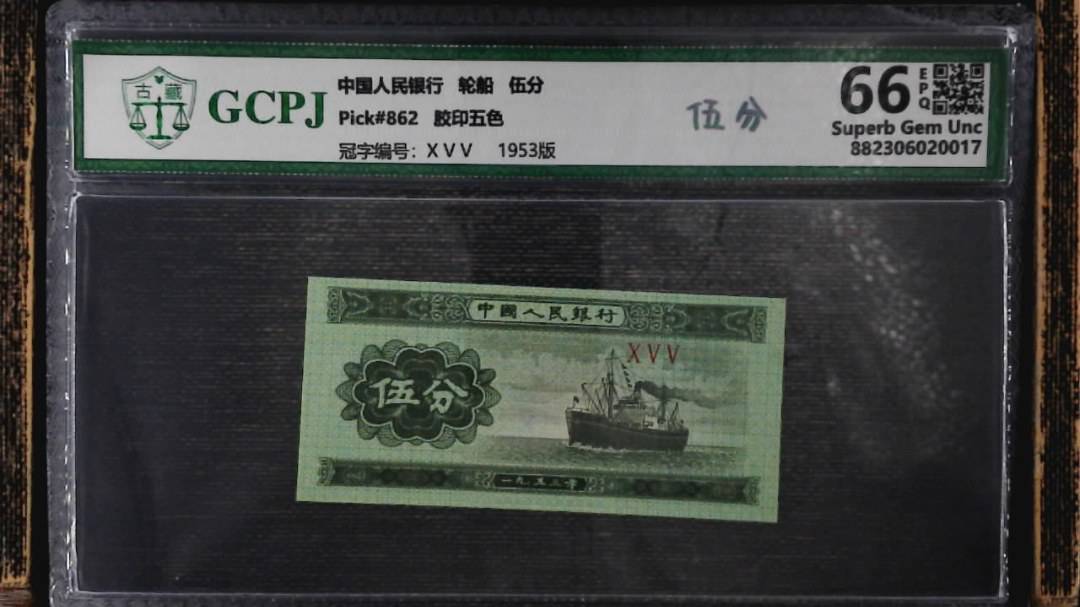 古藏
GCPJ
中国人民银行 轮船 伍分
Pick#862 胶印五色
冠字编号: X V V 1953版
伍分
66 EPQ
Superb Gem Unc
882306020017
中國人民銀行
X V V
伍分
一九五三年